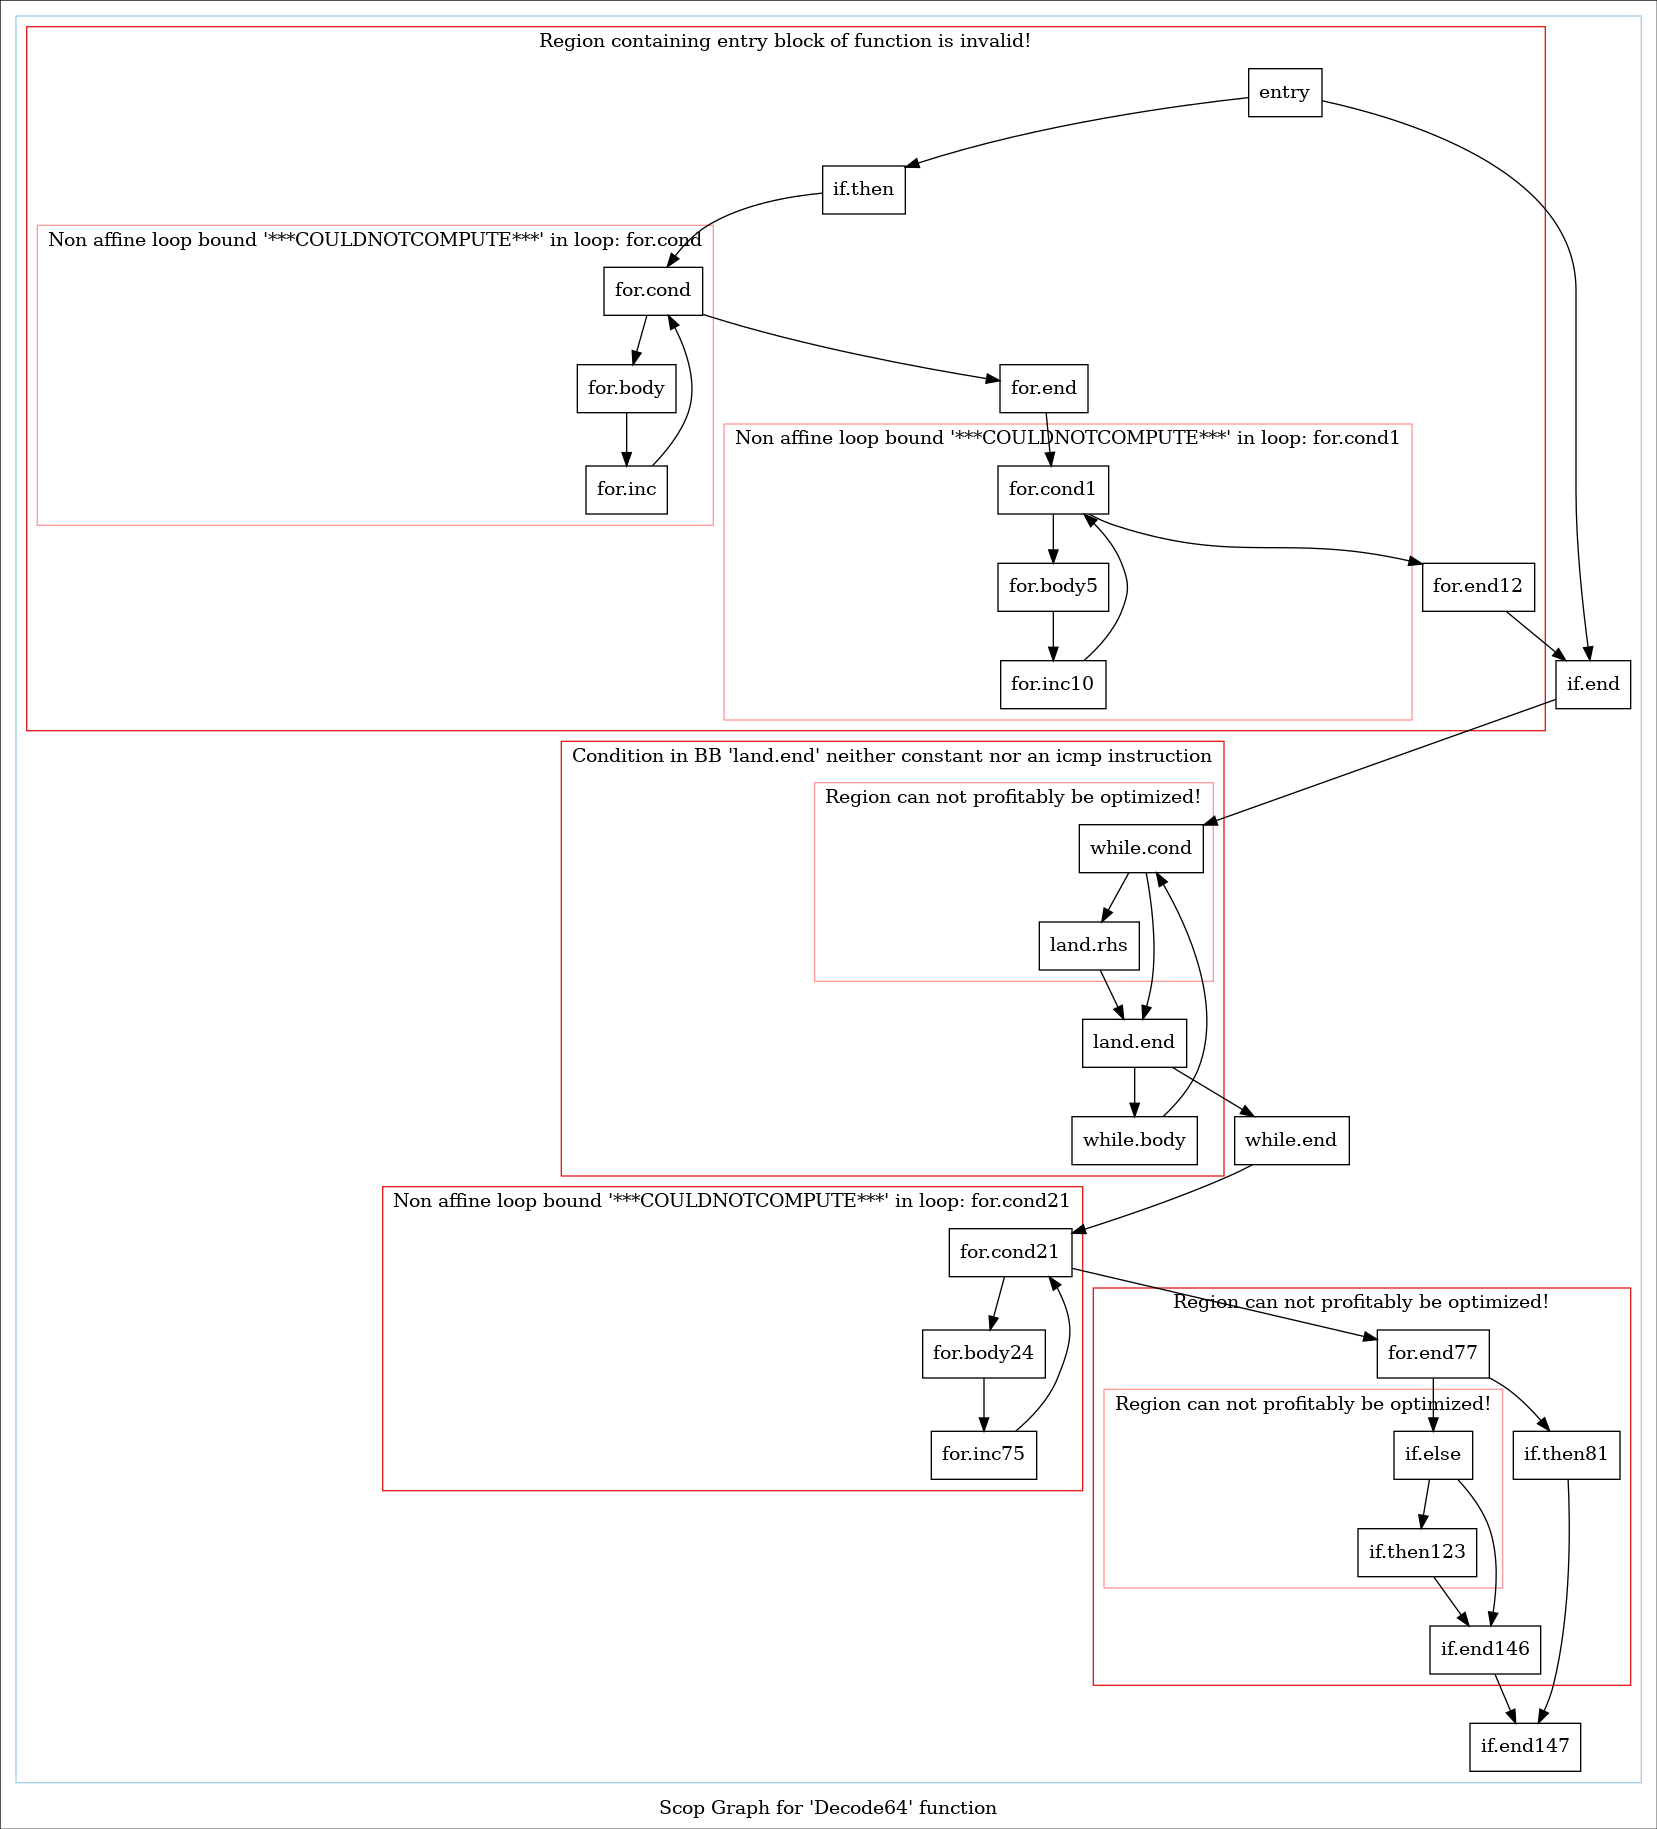 Region containing entry block of function is invalid!
entry
if.then
Non affine loop bound '***COULDNOTCOMPUTE***' in loop: for.cond
for.cond
for.body
for.end
Non affine loop bound '***COULDNOTCOMPUTE***' in loop: for.cond1
for.inc
for.cond1
for.body5
for.end12
for.inc10
if.end
Condition in BB 'land.end' neither constant nor an icmp instruction
Region can not profitably be optimized!
while.cond
land.rhs
land.end
while.body
while.end
Non affine loop bound '***COULDNOTCOMPUTE***' in loop: for.cond21
for.cond21
Region can not profitably be optimized!
for.body24
for.end77
Region can not profitably be optimized!
for.inc75
if.else
if.then81
if.then123
if.end146
if.end147
Scop Graph for 'Decode64' function